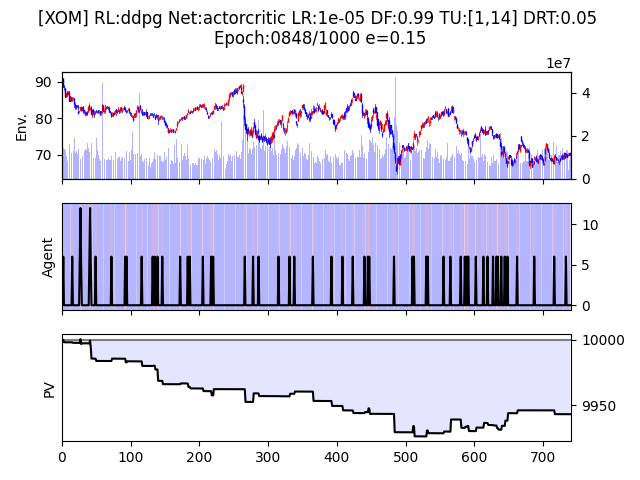 [XOM] RL:ddpg Net:actorcritic LR:1e-05 DF:0.99 TU:[1,14] DRT:0.05
Epoch:0848/1000 e=0.15
1e7
90
80
70
Env.
4
2
0
Agent
10
5
0
PV
10000
9950
0 100 200 300 400 500 600 700